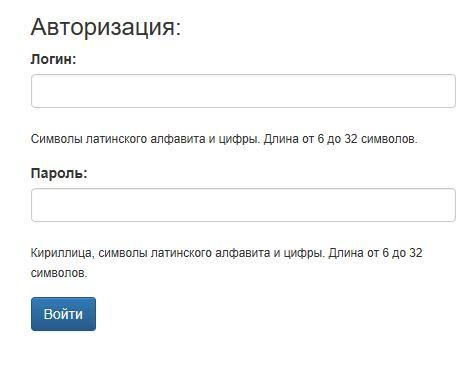 Авторизация:
Логин:
Символы латинского алфавита и цифры. Длина от 6 до 32 символов.
Пароль:
Кириллица, символы латинского алфавита и цифры. Длина от 6 до 32
символов.
Войти